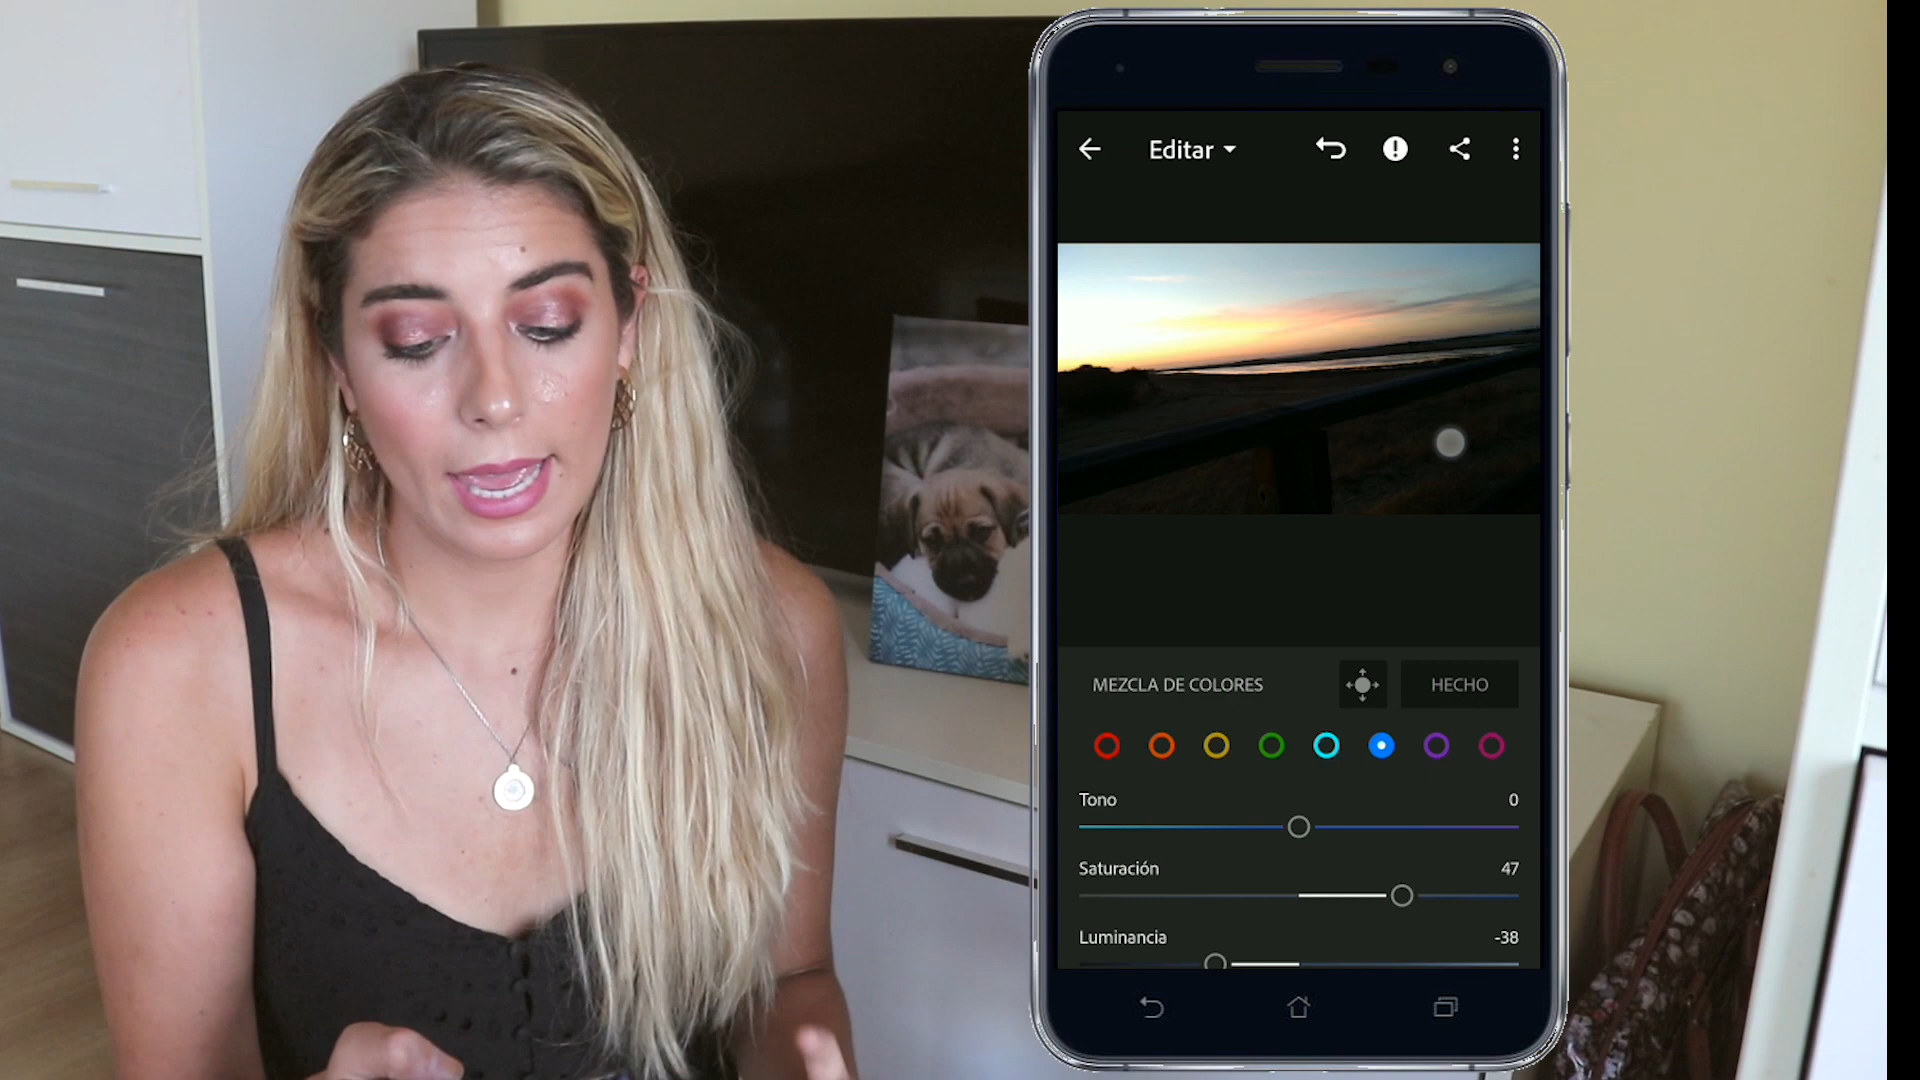 Editar
MEZCLA DE COLORES
HECHO
Tono 0
Saturación 47
Luminancia -38